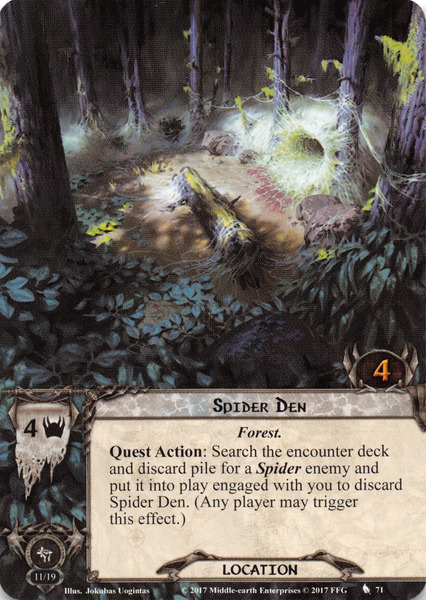 4
SPIDER DEN
4
Forest.
Quest Action: Search the encounter deck
and discard pile for a Spider enemy and
put it into play engaged with you to discard
Spider Den. (Any player may trigger
this effect.)
LOCATION
11/19
Illus. Jokubas Uogintas © 2017 Middle-earth Enterprises © 2017 FFG 71